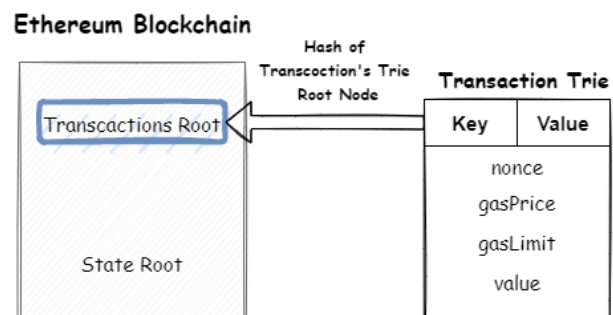 Ethereum Blockchain
Hash of
Transcoction's Trie
Root Node
Transaction Trie
Transcactions Root
Key Value
nonce
gasPrice
gasLimit
State Root
value